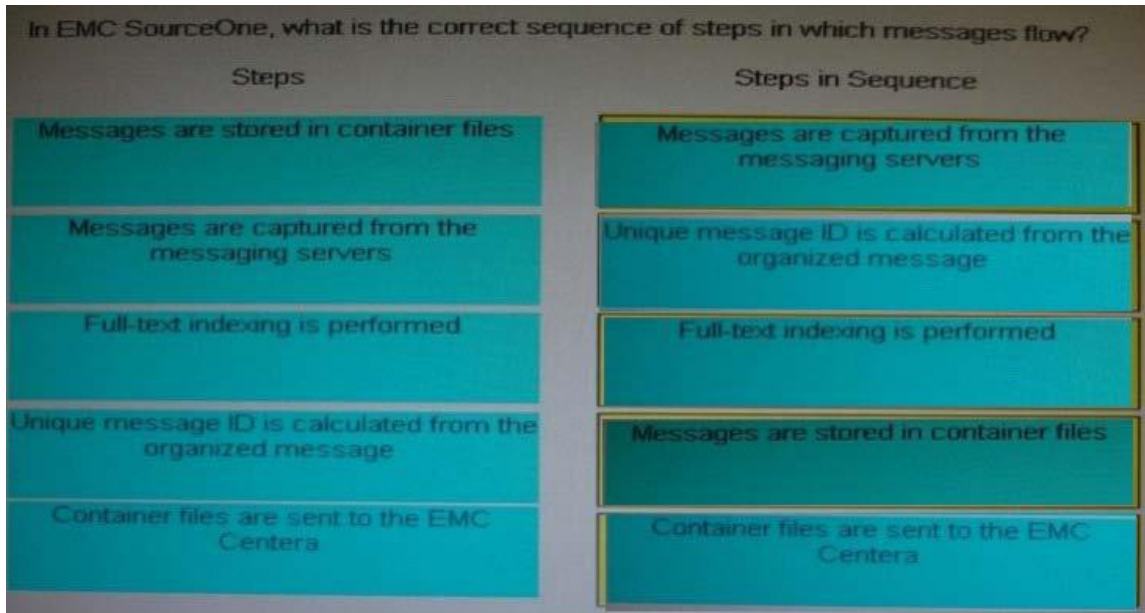 In EMC SourceOne, what is the correct sequence of steps in which messages flow?
Steps
Steps in Sequence
Messages are stored in container files
Messages are captured from the
messaging servers
Full-text indexing is performed
Unique message ID is calculated from the
organized message
Container files are sent to the EMC
Centera
Messages are captured from the
messaging servers
Unique message ID is calculated from the
organized message
Full-text indexing is performed
Messages are stored in container files
Container files are sent to the EMC
Centera